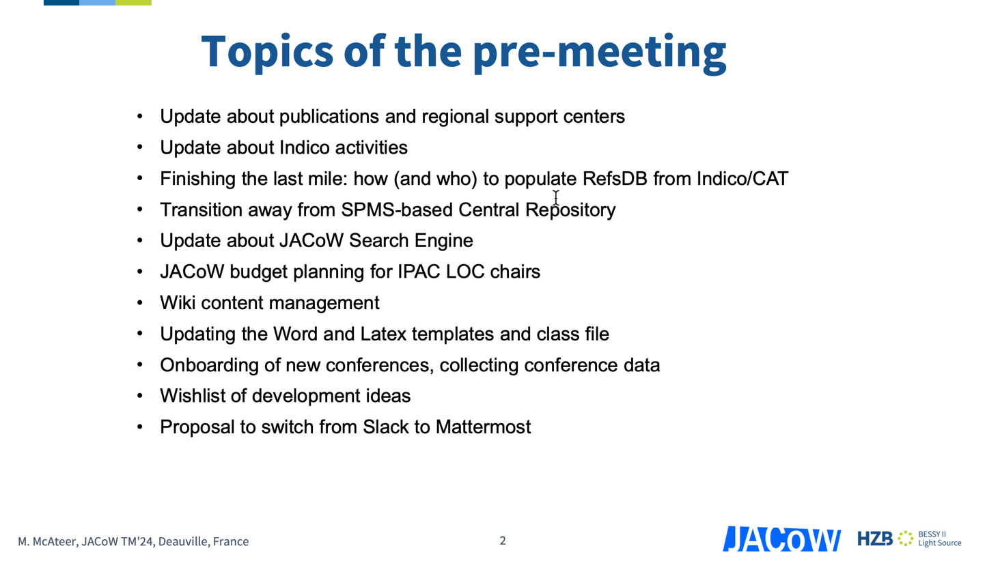 Topics of the pre-meeting
• Update about publications and regional support centers
• Update about Indico activities
• Finishing the last mile: how (and who) to populate RefsDB from Indico/CAT
• Transition away from SPMS-based Central Repository
• Update about JACoW Search Engine
• JACoW budget planning for IPAC LOC chairs
• Wiki content management
• Updating the Word and Latex templates and class file
• Onboarding of new conferences, collecting conference data
• Wishlist of development ideas
• Proposal to switch from Slack to Mattermost
M. McAteer, JACoW TM'24, Deauville, France
2
JACoW
HZB
BESSY II
Light Source